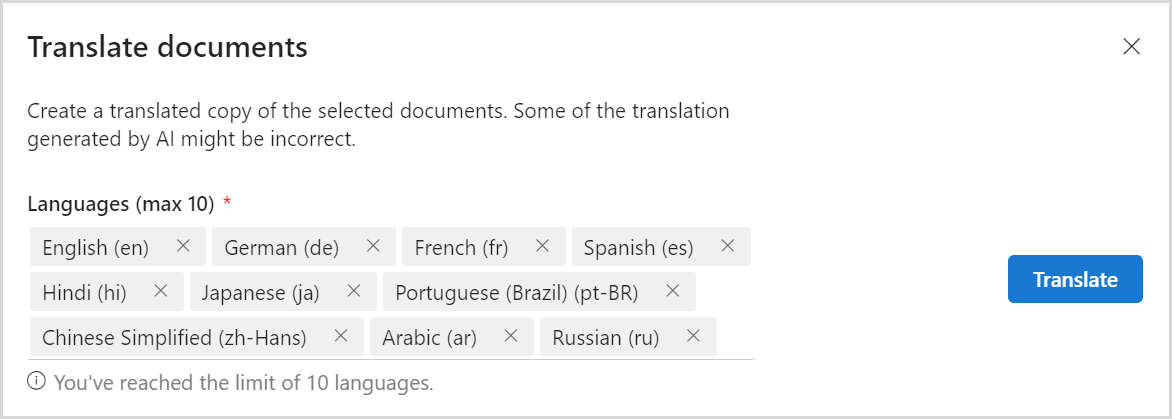 Translate documents
Create a translated copy of the selected documents. Some of the translation
generated by AI might be incorrect.
Languages (max 10) *
English (en) German (de) French (fr) Spanish (es)
Hindi (hi) Japanese (ja) Portuguese (Brazil) (pt-BR)
Translate
Chinese Simplified (zh-Hans) Arabic (ar) Russian (ru)
You've reached the limit of 10 languages.